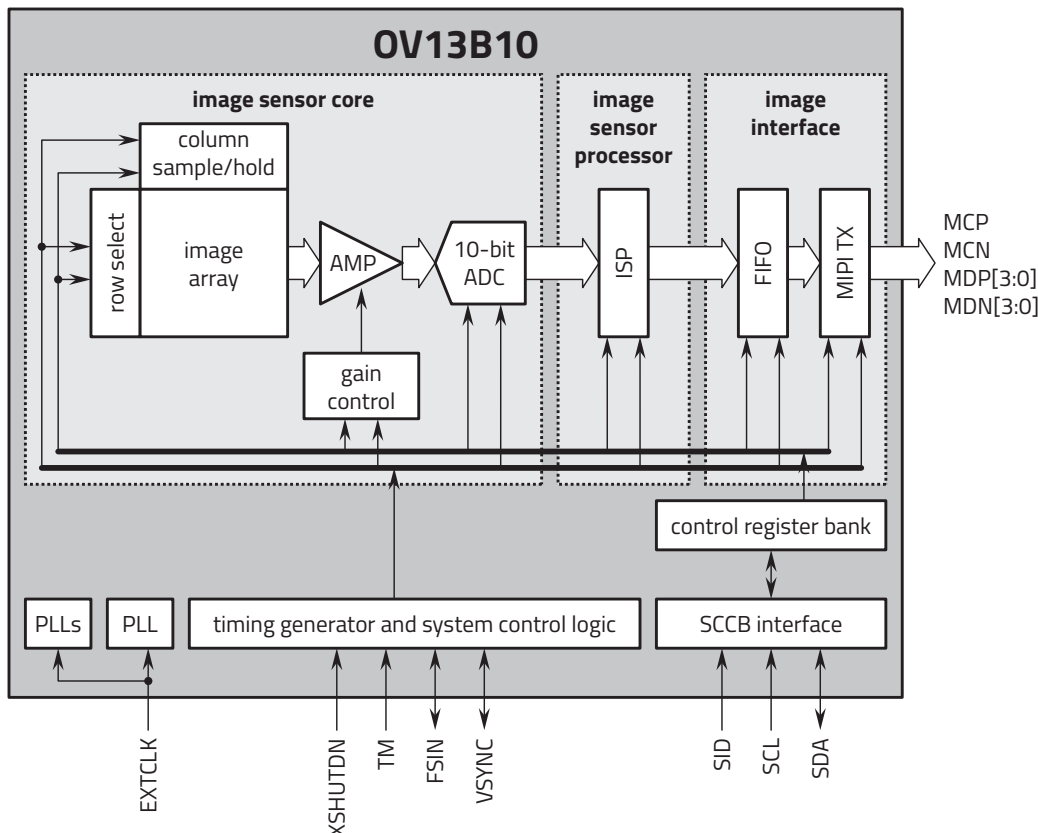 OV13B10
image sensor core
image
sensor
processor
image
interface
column
sample/hold
row select
image
array
AMP
10-bit
ADC
ISP
FIFO
MIPI TX
MCP
MCN
MDP[3:0]
MDN[3:0]
gain
control
control register bank
PLLs
PLL
timing generator and system control logic
SCCB interface
EXTCLK
XSHUTDN
TM
FSIN
VSYNC
SID
SCL
SDA